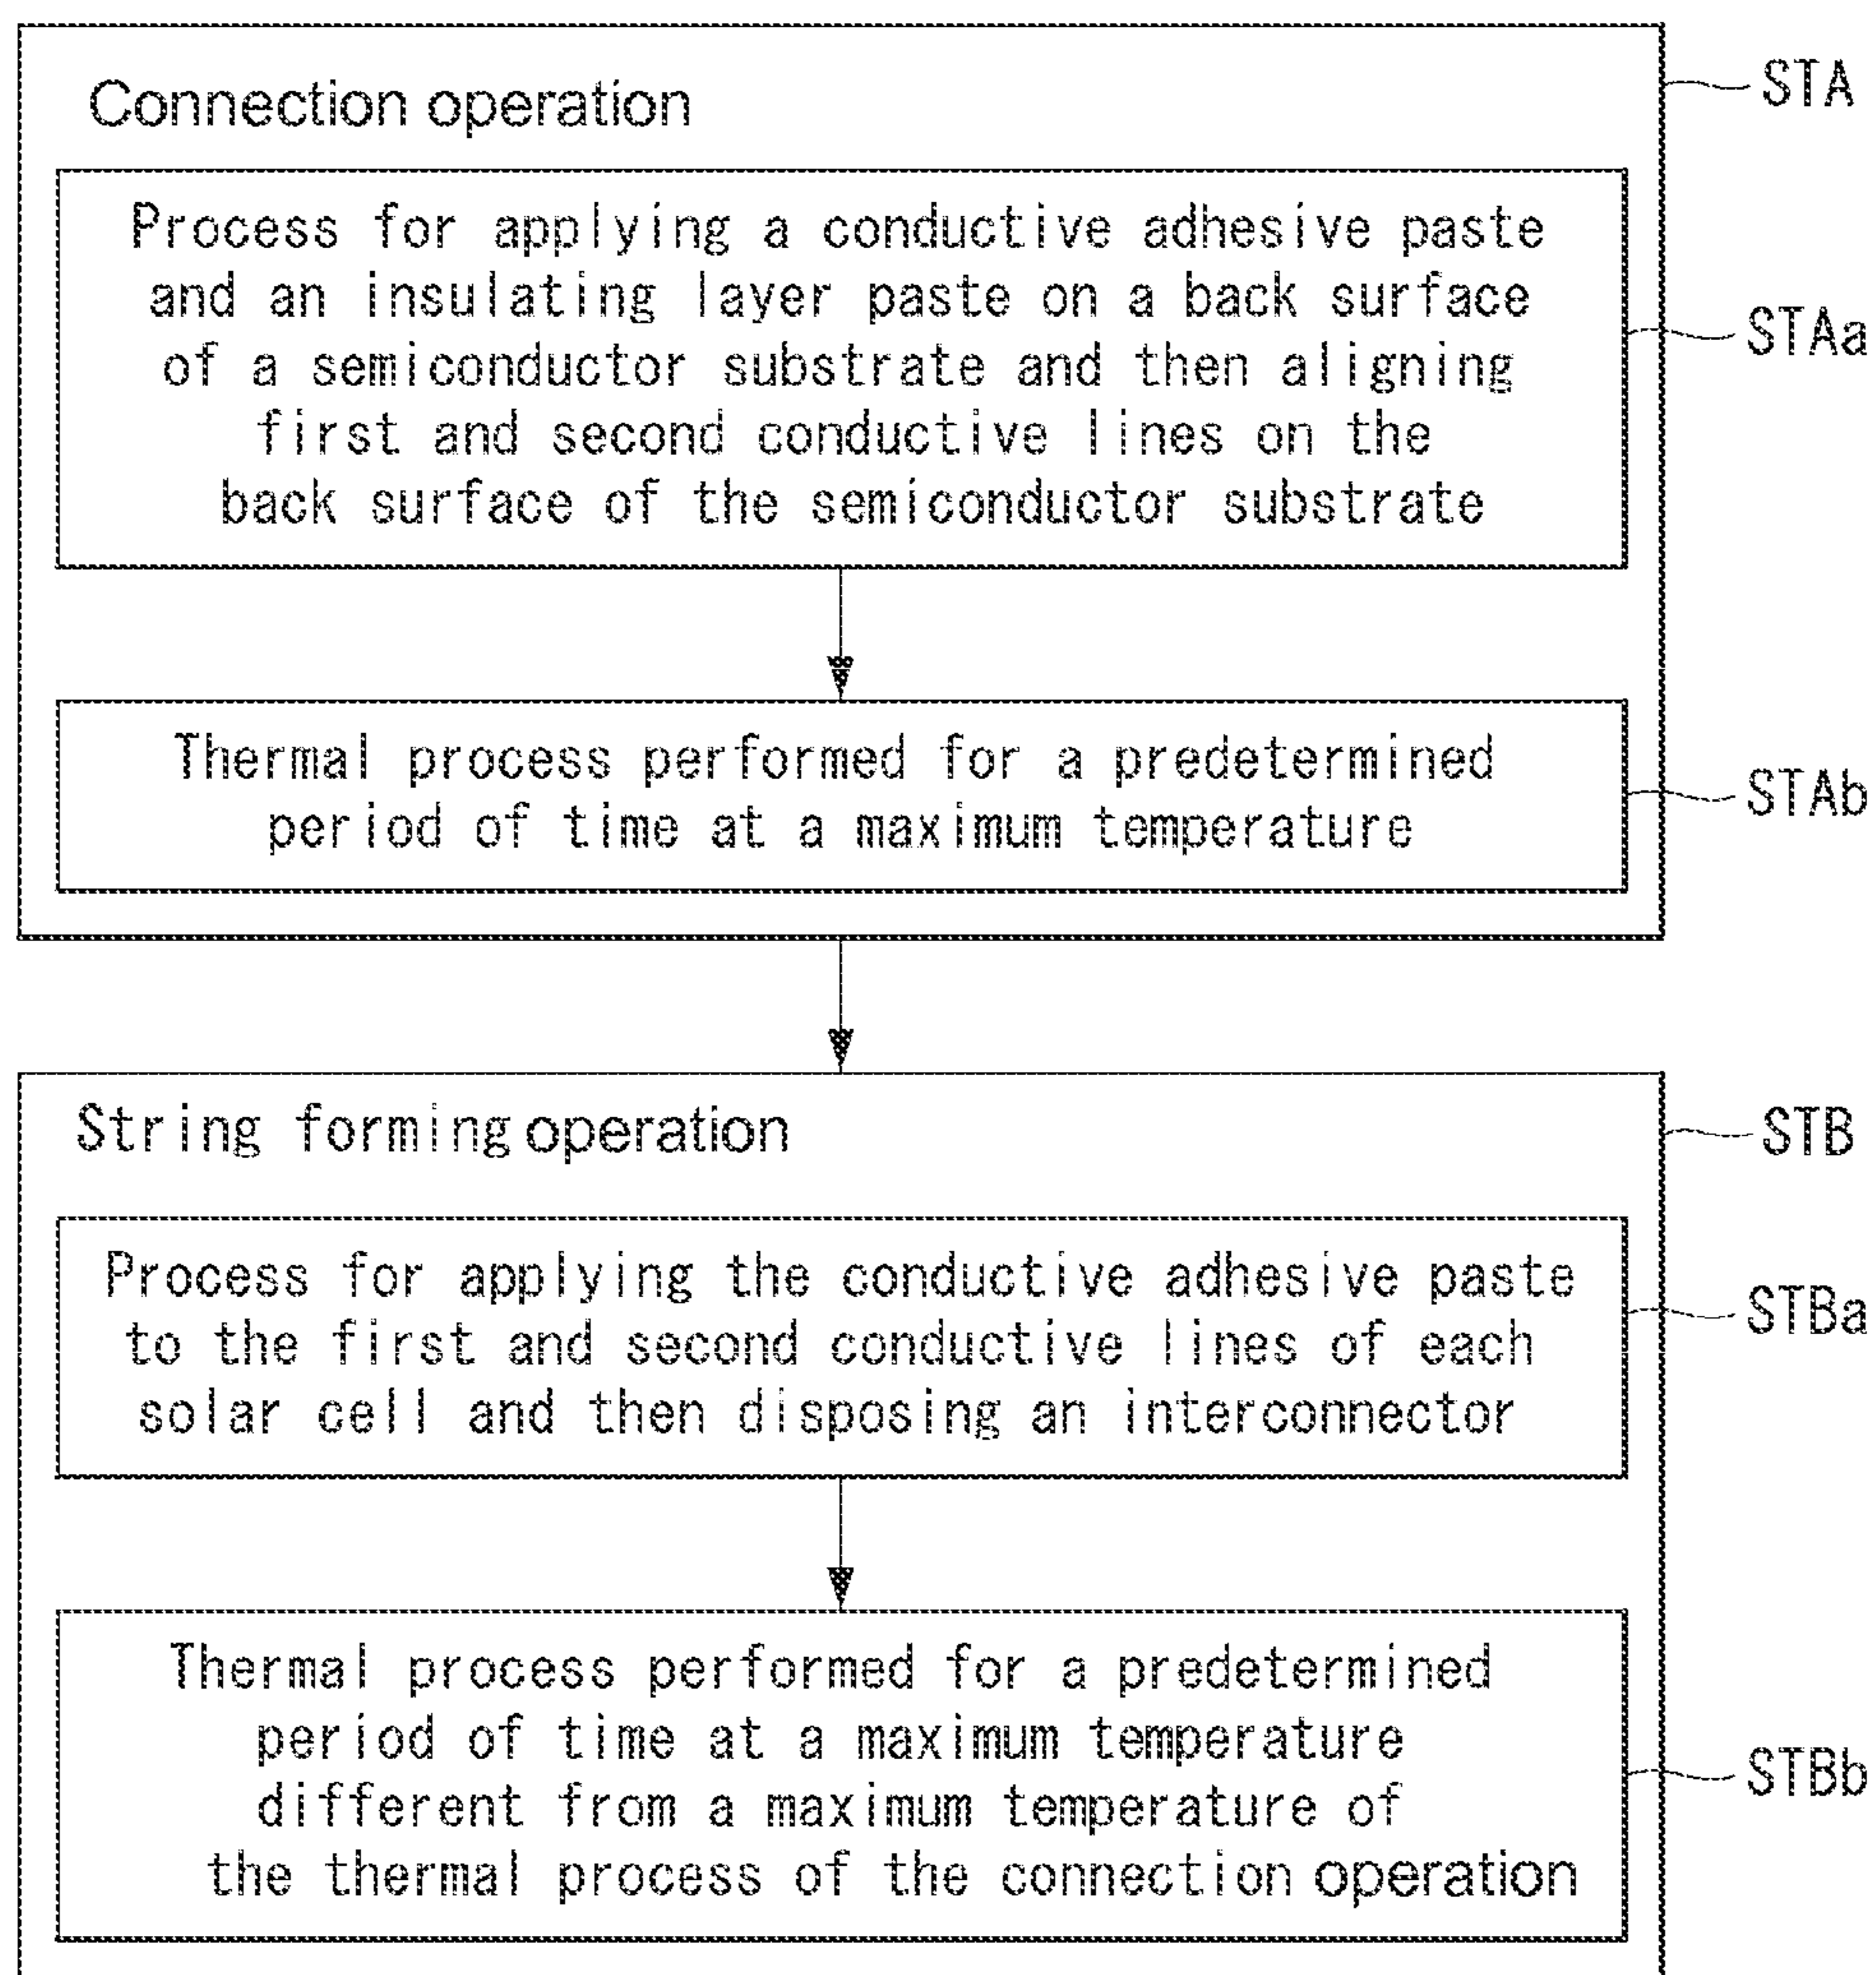 Connection operation
STA
Process for applying a conductive adhesive paste
and an insulating layer paste on a back surface
of a semiconductor substrate and then aligning
first and second conductive lines on the
back surface of the semiconductor substrate
STAa
Thermal process performed for a predetermined
period of time at a maximum temperature
STAb
String forming operation
STB
Process for applying the conductive adhesive paste
to the first and second conductive lines of each
solar cell and then disposing an interconnector
STBa
Thermal process performed for a predetermined
period of time at a maximum temperature
different from a maximum temperature of
the thermal process of the connection operation
STBb